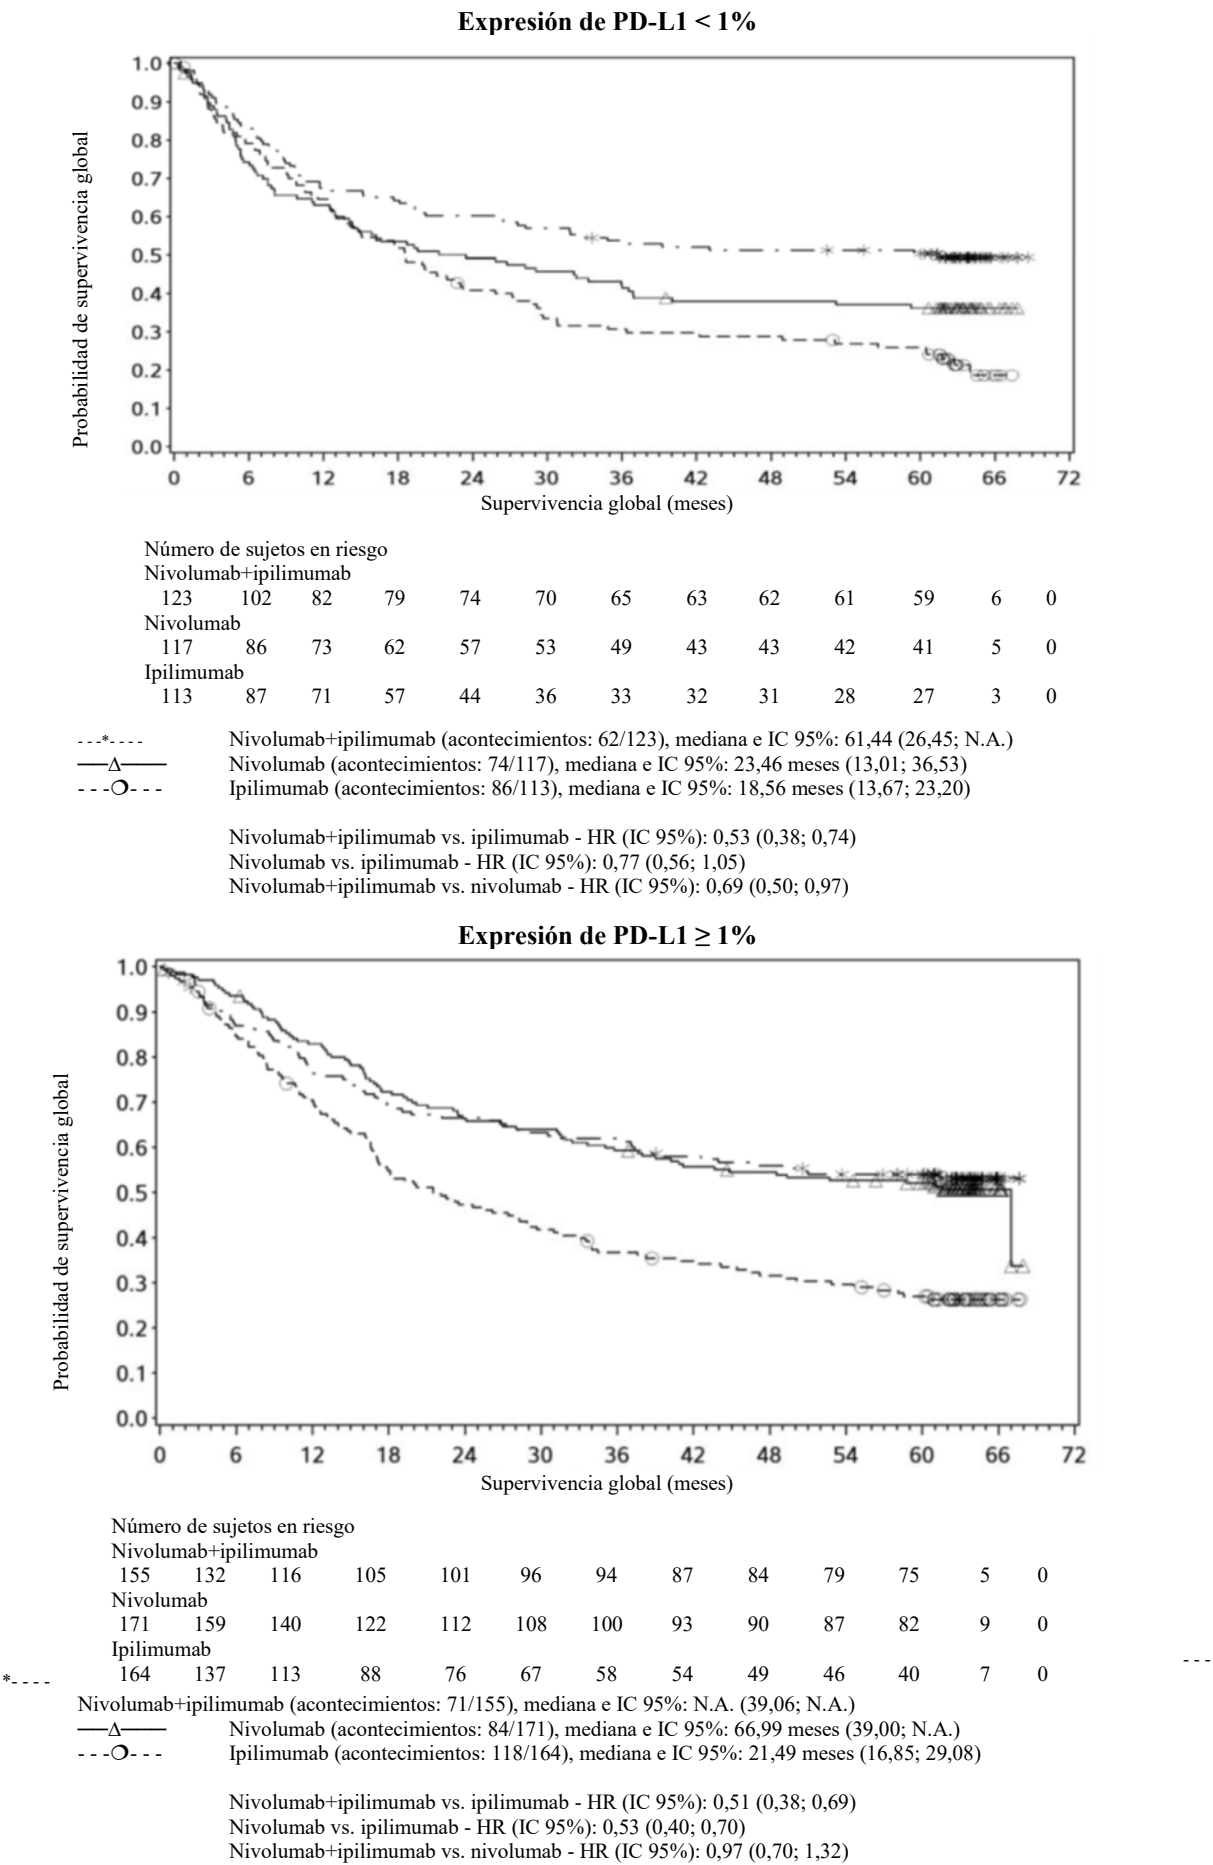 Expresión de PD-L1 < 1%
Probabilidad de supervivencia global
1.0
0.9
0.8
0.7
0.6
0.5
0.4
0.3
0.2
0.1
0.0
0 6 12 18 24 30 36 42 48 54 60 66 72
Supervivencia global (meses)
Número de sujetos en riesgo
Nivolumab+ipilimumab
123 102 82 79 74 70 65 63 62 61 59 6 0
Nivolumab
117 86 73 62 57 53 49 43 43 42 41 5 0
Ipilimumab
113 87 71 57 44 36 33 32 31 28 27 3 0
- - -*- - - - Nivolumab+ipilimumab (acontecimientos: 62/123), mediana e IC 95%: 61,44 (26,45; N.A.)
──Δ─── Nivolumab (acontecimientos: 74/117), mediana e IC 95%: 23,46 meses (13,01; 36,53)
- - -❍- - - Ipilimumab (acontecimientos: 86/113), mediana e IC 95%: 18,56 meses (13,67; 23,20)
Nivolumab+ipilimumab vs. ipilimumab - HR (IC 95%): 0,53 (0,38; 0,74)
Nivolumab vs. ipilimumab - HR (IC 95%): 0,77 (0,56; 1,05)
Nivolumab+ipilimumab vs. nivolumab - HR (IC 95%): 0,69 (0,50; 0,97)
Expresión de PD-L1 ≥ 1%
Probabilidad de supervivencia global
1.0
0.9
0.8
0.7
0.6
0.5
0.4
0.3
0.2
0.1
0.0
0 6 12 18 24 30 36 42 48 54 60 66 72
Supervivencia global (meses)
Número de sujetos en riesgo
Nivolumab+ipilimumab
155 132 116 105 101 96 94 87 84 79 75 5 0
Nivolumab
171 159 140 122 112 108 100 93 90 87 82 9 0
Ipilimumab
164 137 113 88 76 67 58 54 49 46 40 7 0
- - -
*- - - -
Nivolumab+ipilimumab (acontecimientos: 71/155), mediana e IC 95%: N.A. (39,06; N.A.)
──Δ─── Nivolumab (acontecimientos: 84/171), mediana e IC 95%: 66,99 meses (39,00; N.A.)
- - -❍- - - Ipilimumab (acontecimientos: 118/164), mediana e IC 95%: 21,49 meses (16,85; 29,08)
Nivolumab+ipilimumab vs. ipilimumab - HR (IC 95%): 0,51 (0,38; 0,69)
Nivolumab vs. ipilimumab - HR (IC 95%): 0,53 (0,40; 0,70)
Nivolumab+ipilimumab vs. nivolumab - HR (IC 95%): 0,97 (0,70; 1,32)